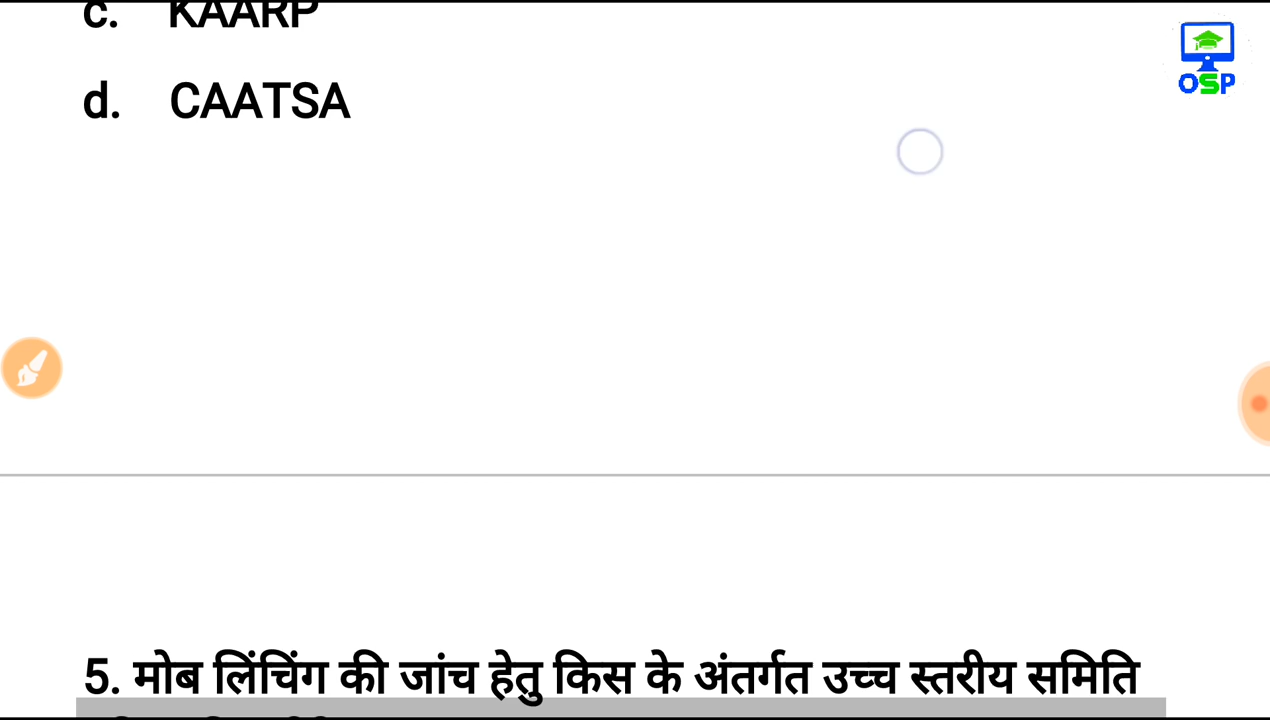 c. KAARP
d. CAATSA
OSP
5. मोब लिंचिंग की जांच हेतु किस के अंतर्गत उच्च स्तरीय समिति